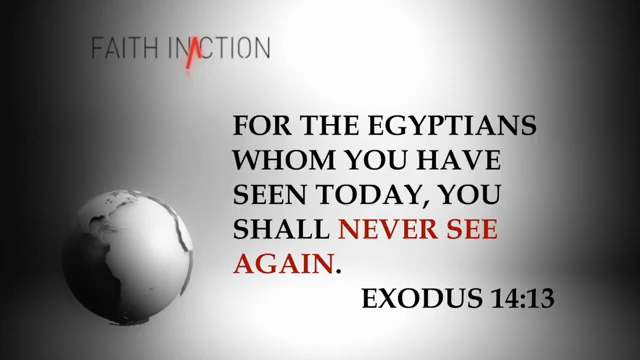 FAITH IN ACTION
FOR THE EGYPTIANS
WHOM YOU HAVE
SEEN TODAY, YOU
SHALL NEVER SEE
AGAIN.
EXODUS 14:13